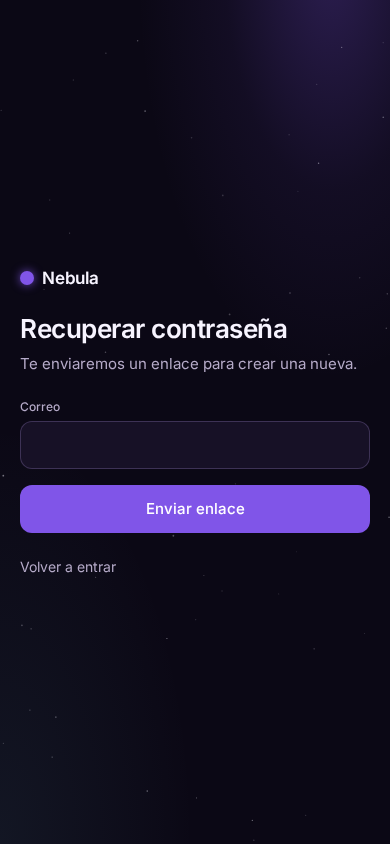 Nebula
Recuperar contraseña
Te enviaremos un enlace para crear una nueva.
Correo
Enviar enlace
Volver a entrar